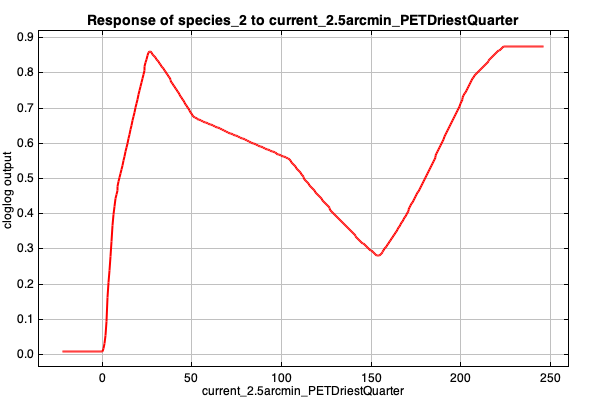 Response of species_2 to current_2.5arcmin_PETDriestQuarter
cloglog output
0.9
0.8
0.7
0.6
0.5
0.4
0.3
0.2
0.1
0.0
0 50 100 150 200 250
current_2.5arcmin_PETDriestQuarter